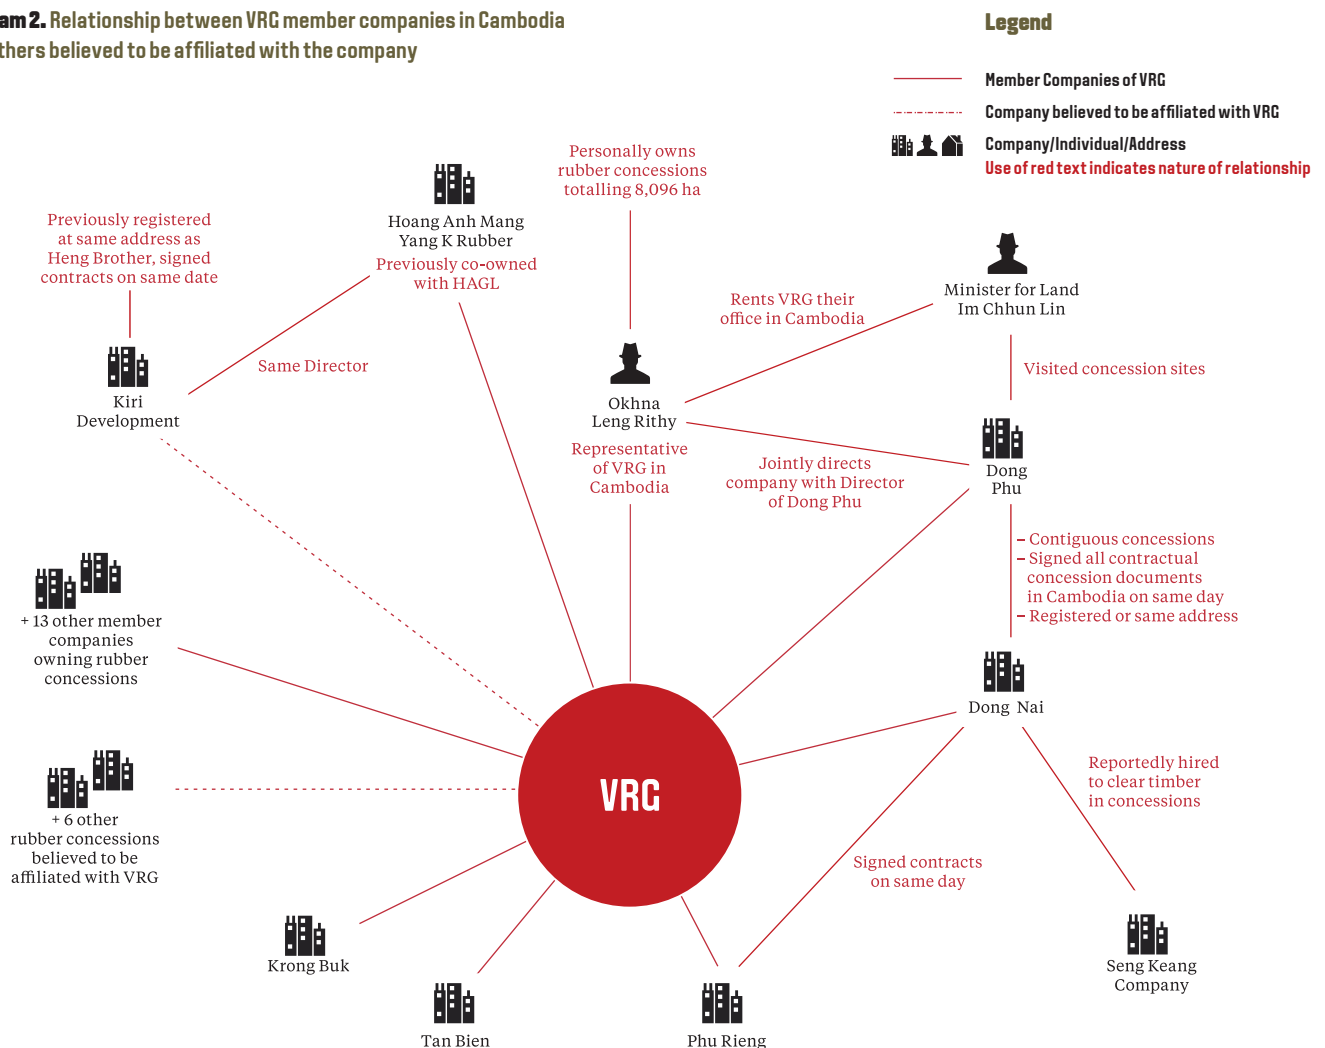 am 2. Relationship between VRG member companies in Cambodia
thers believed to be affiliated with the company
Legend
Member Companies of VRG
Company believed to be affiliated with VRG
Company/Individual/Address
Use of red text indicates nature of relationship
Personally owns
rubber concessions
totalling 8,096 ha
Hoang Anh Mang
Yang K Rubber
Previously co-owned
with HAGL
Previously registered
at same address as
Heng Brother, signed
contracts on same date
Minister for Land
Im Chhun Lin
Rents VRG their
office in Cambodia
Same Director
Visited concession sites
Kiri
Development
Okhna
Leng Rithy
Representative
of VRG in
Cambodia
Jointly directs
company with Director
of Dong Phu
Dong
Phu
– Contiguous concessions
– Signed all contractual
concession documents
in Cambodia on same day
– Registered or same address
+ 13 other member
companies
owning rubber
concessions
Dong Nai
VRG
Reportedly hired
to clear timber
in concessions
+ 6 other
rubber concessions
believed to be
affiliated with VRG
Signed contracts
on same day
Krong Buk
Seng Keang
Company
Tan Bien
Phu Rieng